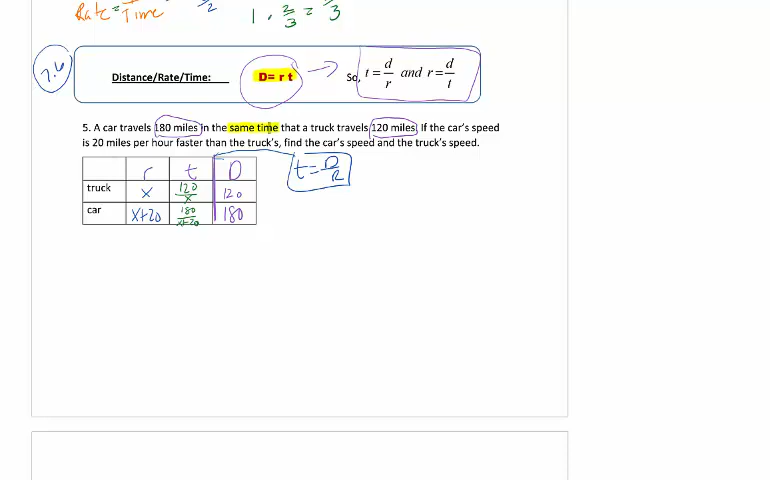 Rate = Time
1 · 2/3 = 3
7.6
Distance/Rate/Time: ___ D= r t → So, t = d/r and r = d/t
5. A car travels 180 miles in the same time that a truck travels 120 miles. If the car's speed
is 20 miles per hour faster than the truck's, find the car's speed and the truck's speed.
r t D t = D/R
truck x 120/x 120
car x+20 180/x+20 180